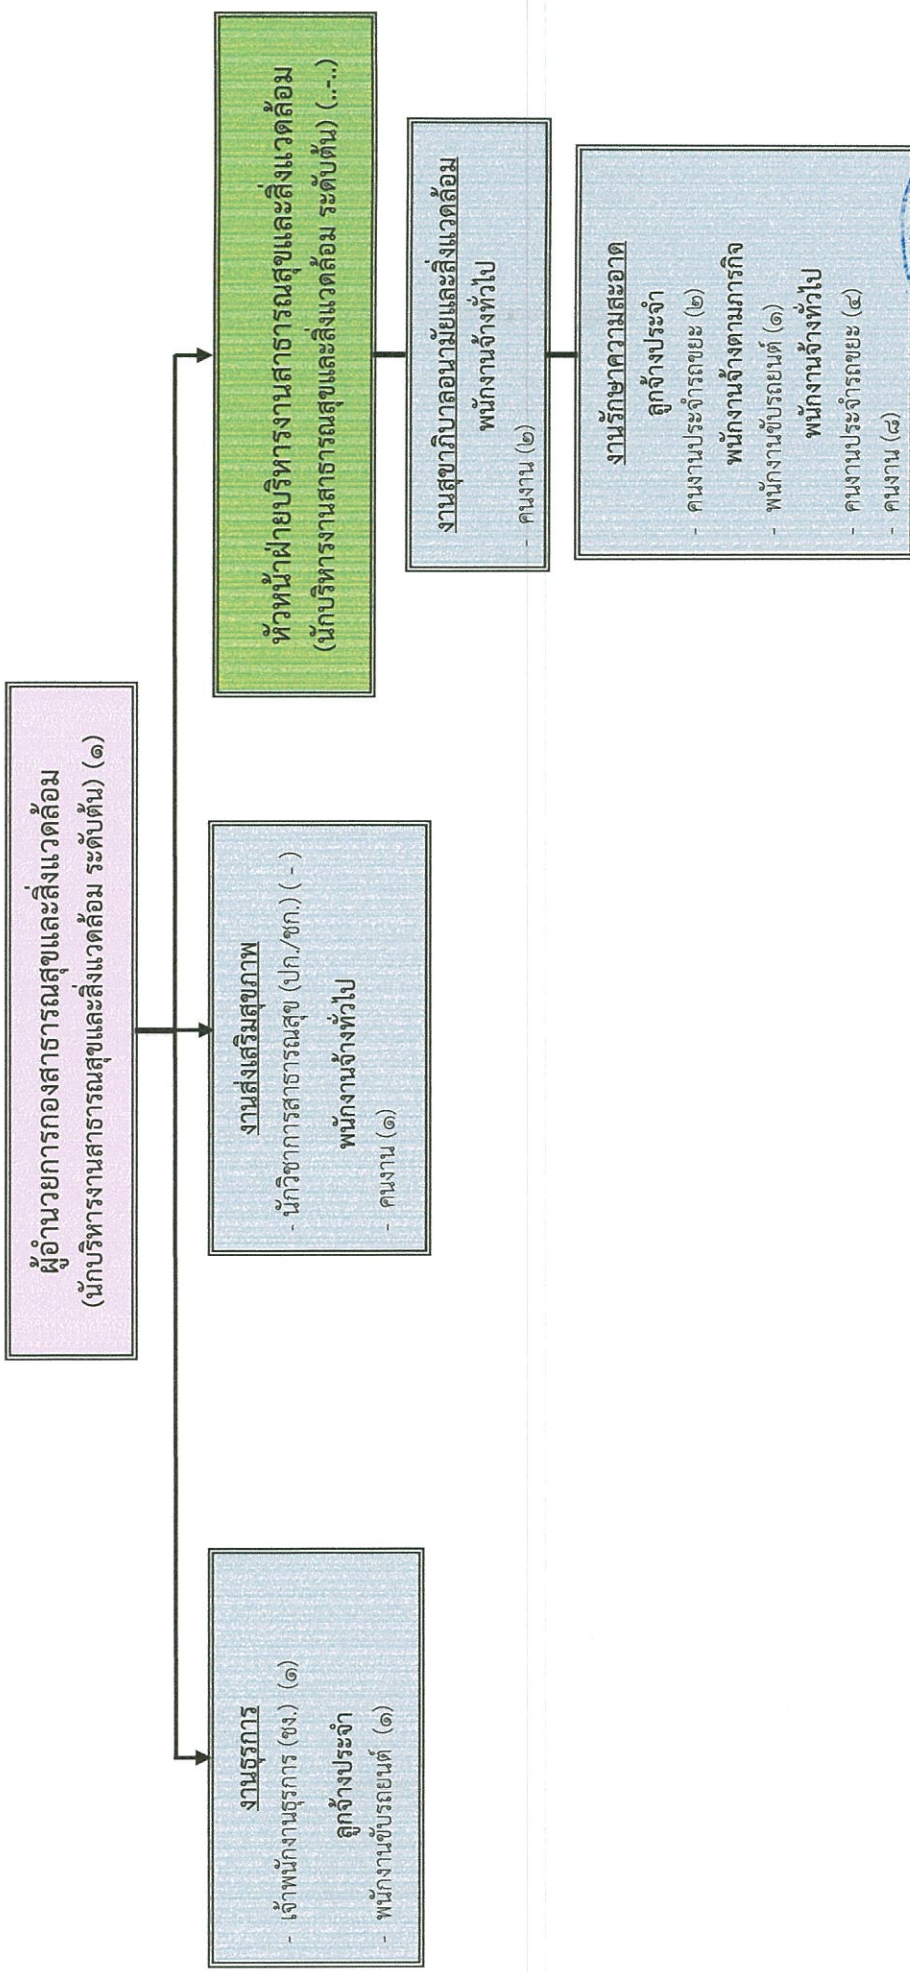 ผู้อำนวยการกองสาธารณสุขและสิ่งแวดล้อม
(นักบริหารงานสาธารณสุขและสิ่งแวดล้อม ระดับต้น) (๑)
งานธุรการ
- เจ้าพนักงานธุรการ (ชง.) (๑)
ลูกจ้างประจำ
- พนักงานขับรถยนต์ (๑)
งานส่งเสริมสุขภาพ
- นักวิชาการสาธารณสุข (ปก./ชก.) ( - )
พนักงานจ้างทั่วไป
- คนงาน (๑)
หัวหน้าฝ่ายบริหารงานสาธารณสุขและสิ่งแวดล้อม
(นักบริหารงานสาธารณสุขและสิ่งแวดล้อม ระดับต้น) (..-..)
งานสุขาภิบาลอนามัยและสิ่งแวดล้อม
พนักงานจ้างทั่วไป
- คนงาน (๒)
งานรักษาความสะอาด
ลูกจ้างประจำ
- คนงานประจำรถขยะ (๒)
พนักงานจ้างตามภารกิจ
- พนักงานขับรถยนต์ (๑)
พนักงานจ้างทั่วไป
- คนงานประจำรถขยะ (๔)
- คนงาน (๘)